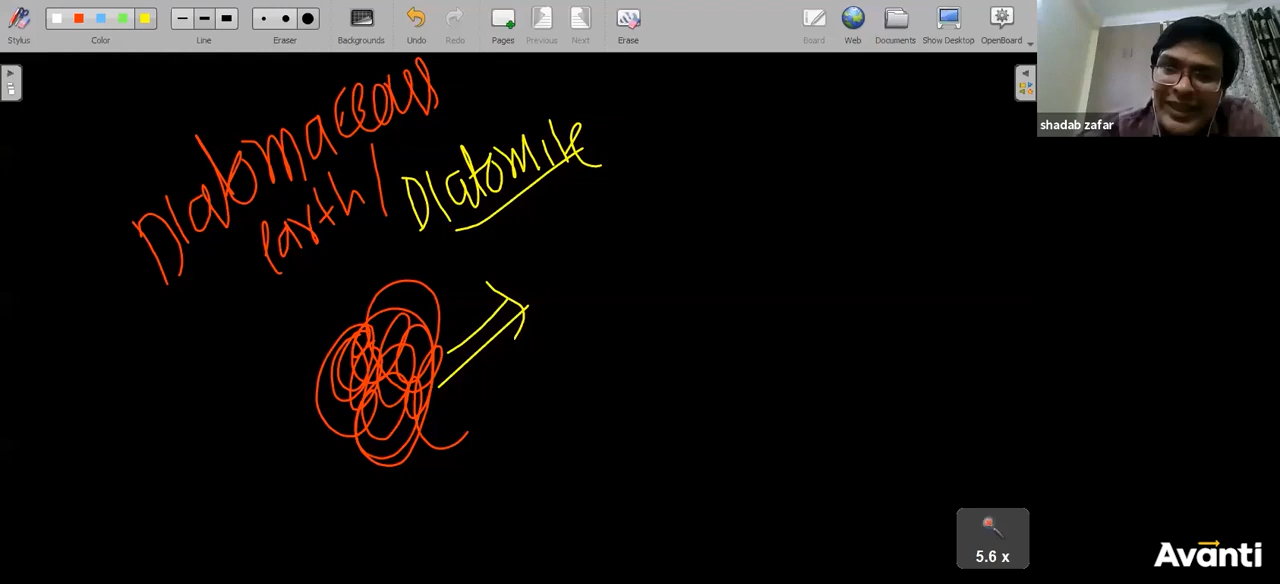 Stylus
Color
Line
Eraser
Backgrounds
Undo
Redo
Pages
Previous
Next
Erase
Board
Web
Documents
Show Desktop
OpenBoard
shadab zafar
Diatomaceous
earth / Diatomite
5.6 x
Avanti